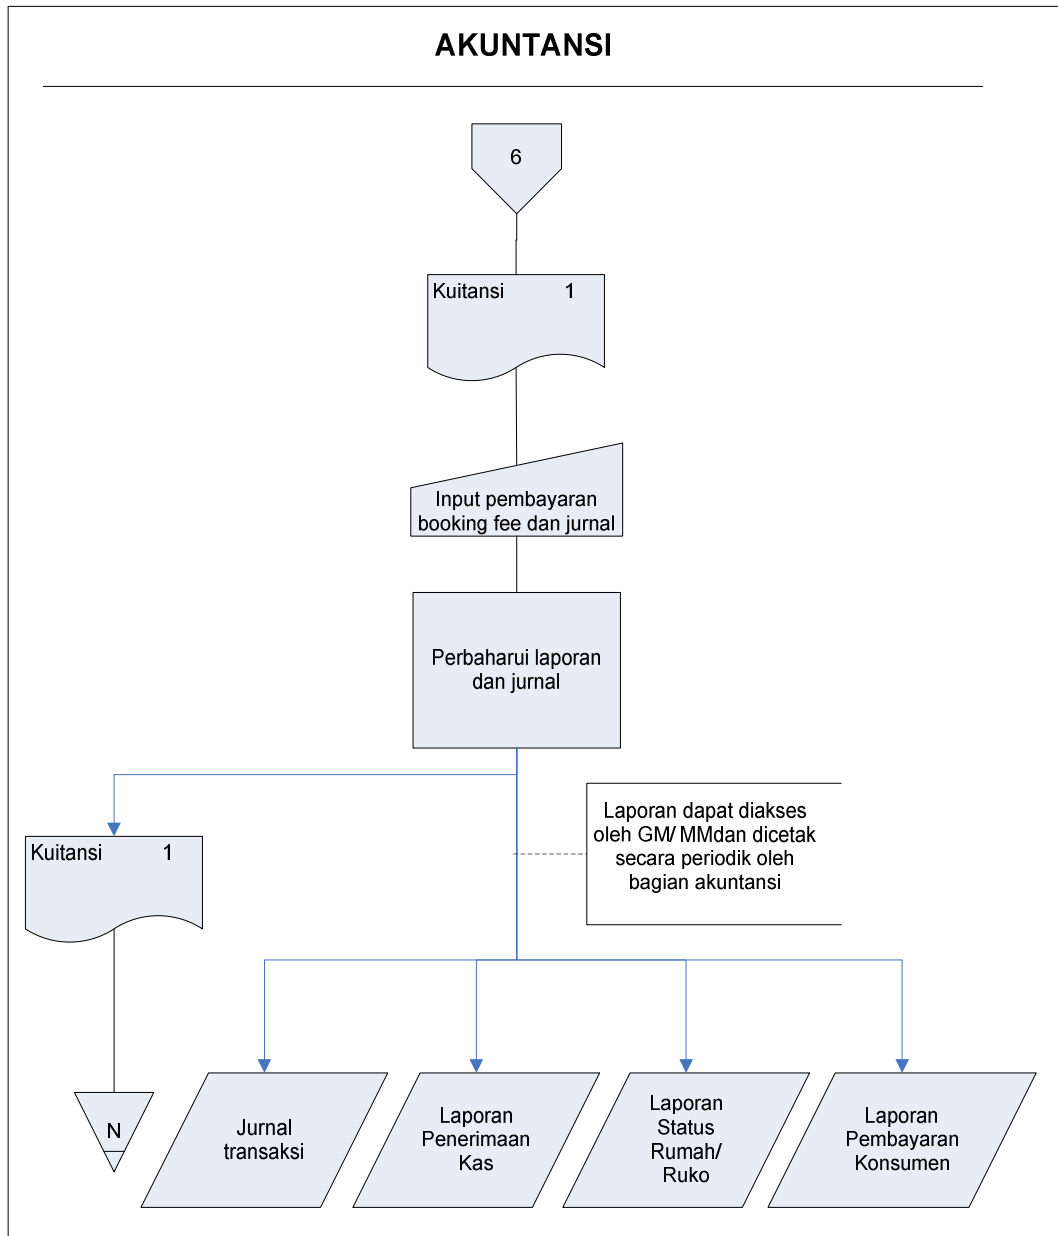 AKUNTANSI
6
Kuitansi 1
Input pembayaran
booking fee dan jurnal
Perbaharui laporan
dan jurnal
Laporan dapat diakses
oleh GM/ MMdan dicetak
secara periodik oleh
bagian akuntansi
Kuitansi 1
N
Jurnal
transaksi
Laporan
Penerimaan
Kas
Laporan
Status
Rumah/
Ruko
Laporan
Pembayaran
Konsumen